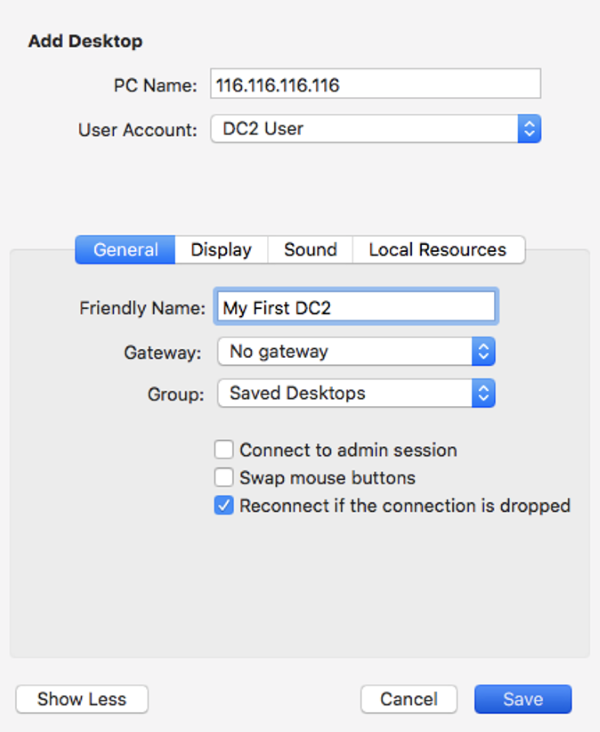 Add Desktop
PC Name: 116.116.116.116
User Account: DC2 User
General Display Sound Local Resources
Friendly Name: My First DC2
Gateway: No gateway
Group: Saved Desktops
Connect to admin session
Swap mouse buttons
Reconnect if the connection is dropped
Show Less Cancel Save